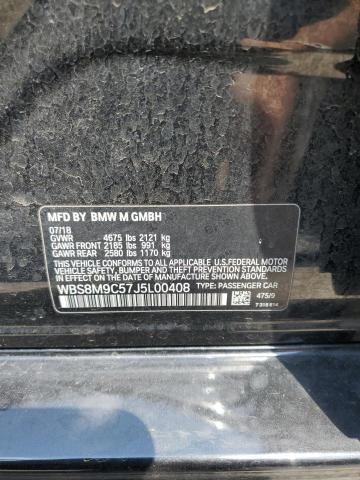 MFD BY BMW M GMBH
07/18
GVWR 4675 lbs 2121 kg
GAWR FRONT 2185 lbs 991 kg
GAWR REAR 2580 lbs 1170 kg
THIS VEHICLE CONFORMS TO ALL APPLICABLE
U.S.FEDERAL MOTOR
VEHICLE SAFETY, BUMPER,
AND THEFT PREVENTION
STANDARDS IN EFFECT ON
THE DATE OF MANUFACTURE
SHOWN ABOVE.
WBS8M9C57J5L00408 TYPE: PASSENGER CAR
475/9